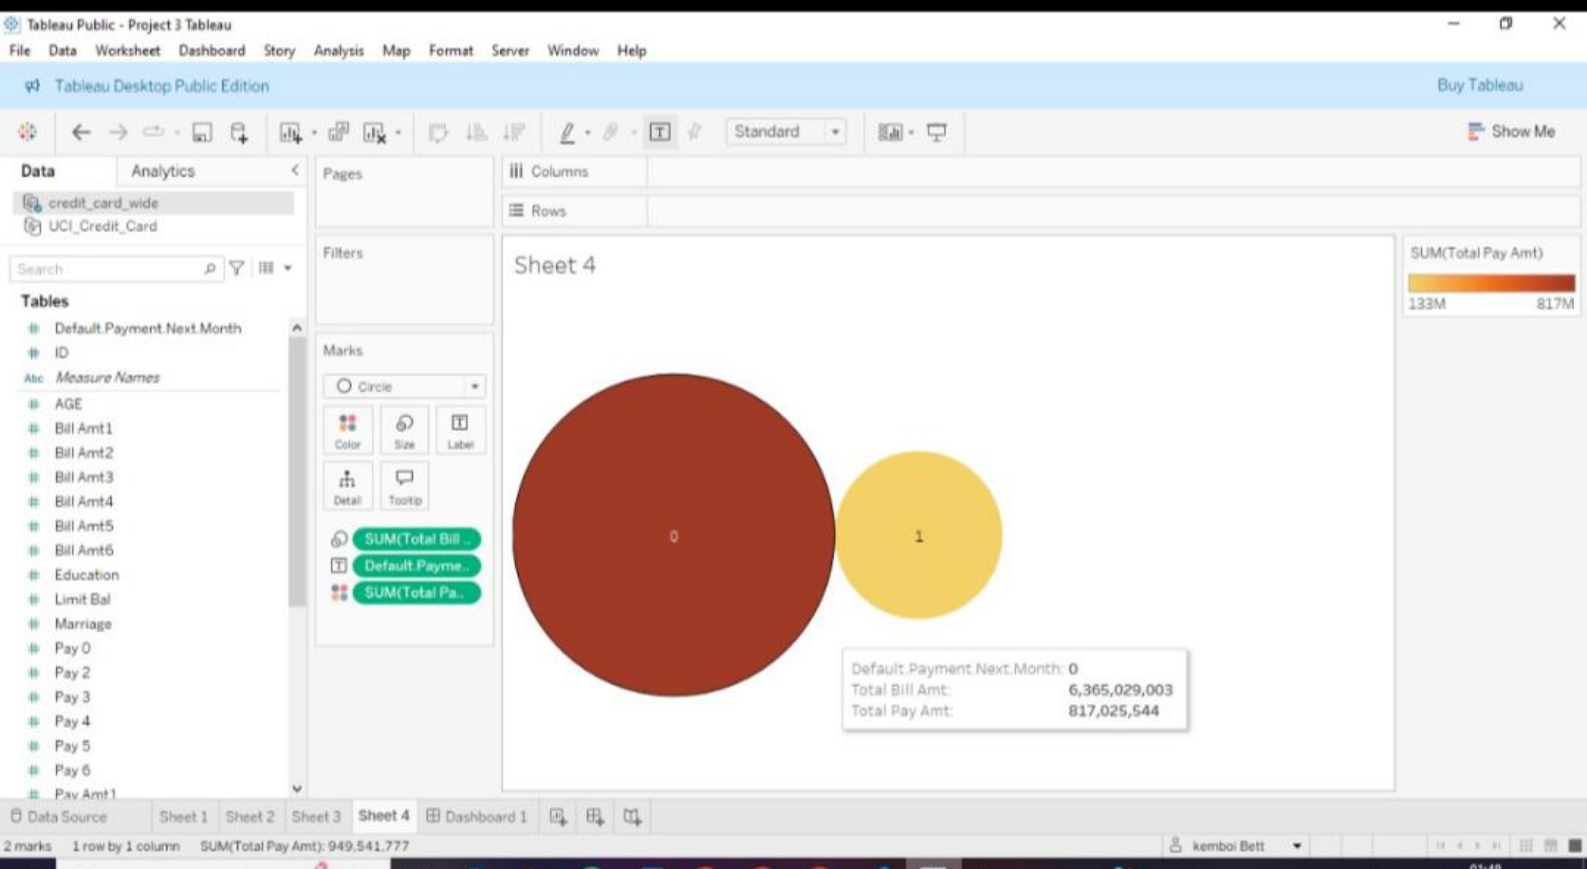 Tableau Public - Project 3 Tableau
File Data Worksheet Dashboard Story Analysis Map Format Server Window Help
Tableau Desktop Public Edition
Buy Tableau
Standard
Show Me
Data Analytics
credit_card_wide
UCI_Credit_Card
Search
Tables
# Default.Payment.Next.Month
# ID
Abc Measure Names
# AGE
# Bill Amt1
# Bill Amt2
# Bill Amt3
# Bill Amt4
# Bill Amt5
# Bill Amt6
# Education
# Limit Bal
# Marriage
# Pay 0
# Pay 2
# Pay 3
# Pay 4
# Pay 5
# Pay 6
# Pay Amt1
Pages
Filters
Marks
Circle
Color Size Label
Detail Tooltip
SUM(Total Bill ..
Default.Payme..
SUM(Total Pa..
Columns
Rows
Sheet 4
0
1
Default.Payment.Next.Month: 0
Total Bill Amt: 6,365,029,003
Total Pay Amt: 817,025,544
SUM(Total Pay Amt)
133M 817M
Data Source Sheet 1 Sheet 2 Sheet 3 Sheet 4 Dashboard 1
2 marks 1 row by 1 column SUM(Total Pay Amt): 949,541,777
kemboi Bett